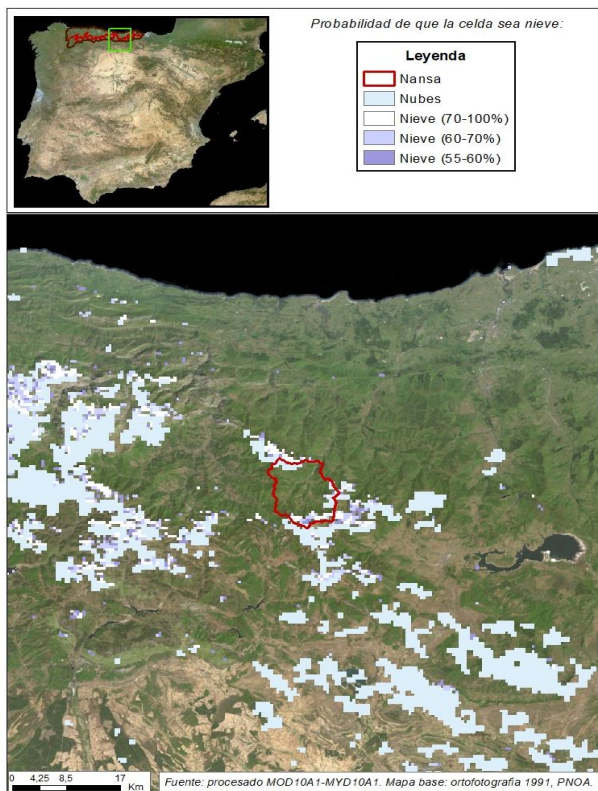 Probabilidad de que la celda sea nieve:
Leyenda
Nansa
Nubes
Nieve (70-100%)
Nieve (60-70%)
Nieve (55-60%)
0 4,25 8,5 17
Km
Fuente: procesado MOD10A1-MYD10A1. Mapa base: ortofotografia 1991, PNOA.